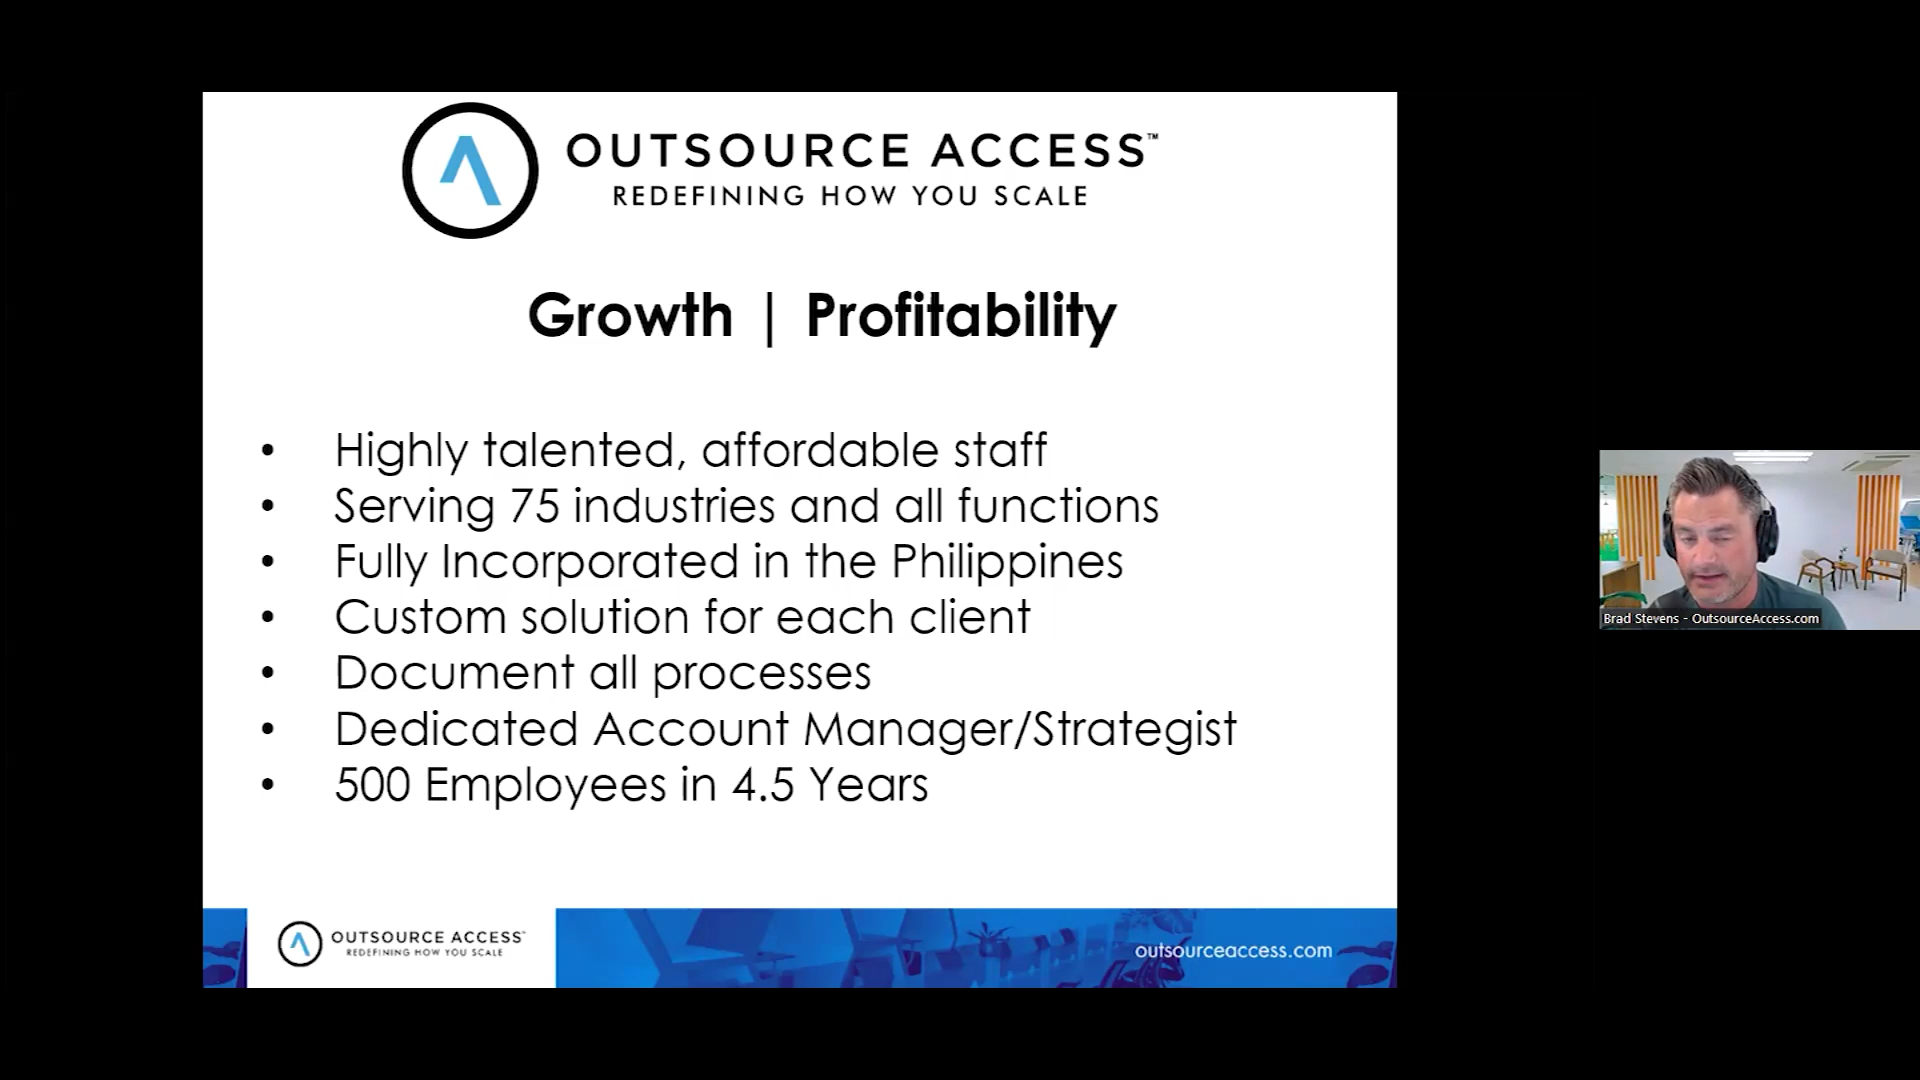 OUTSOURCE ACCESS™
REDEFINING HOW YOU SCALE
Growth | Profitability
• Highly talented, affordable staff
• Serving 75 industries and all functions
• Fully Incorporated in the Philippines
• Custom solution for each client
• Document all processes
• Dedicated Account Manager/Strategist
• 500 Employees in 4.5 Years
Brad Stevens - OutsourceAccess.com
OUTSOURCE ACCESS™
REDEFINING HOW YOU SCALE
outsourceaccess.com